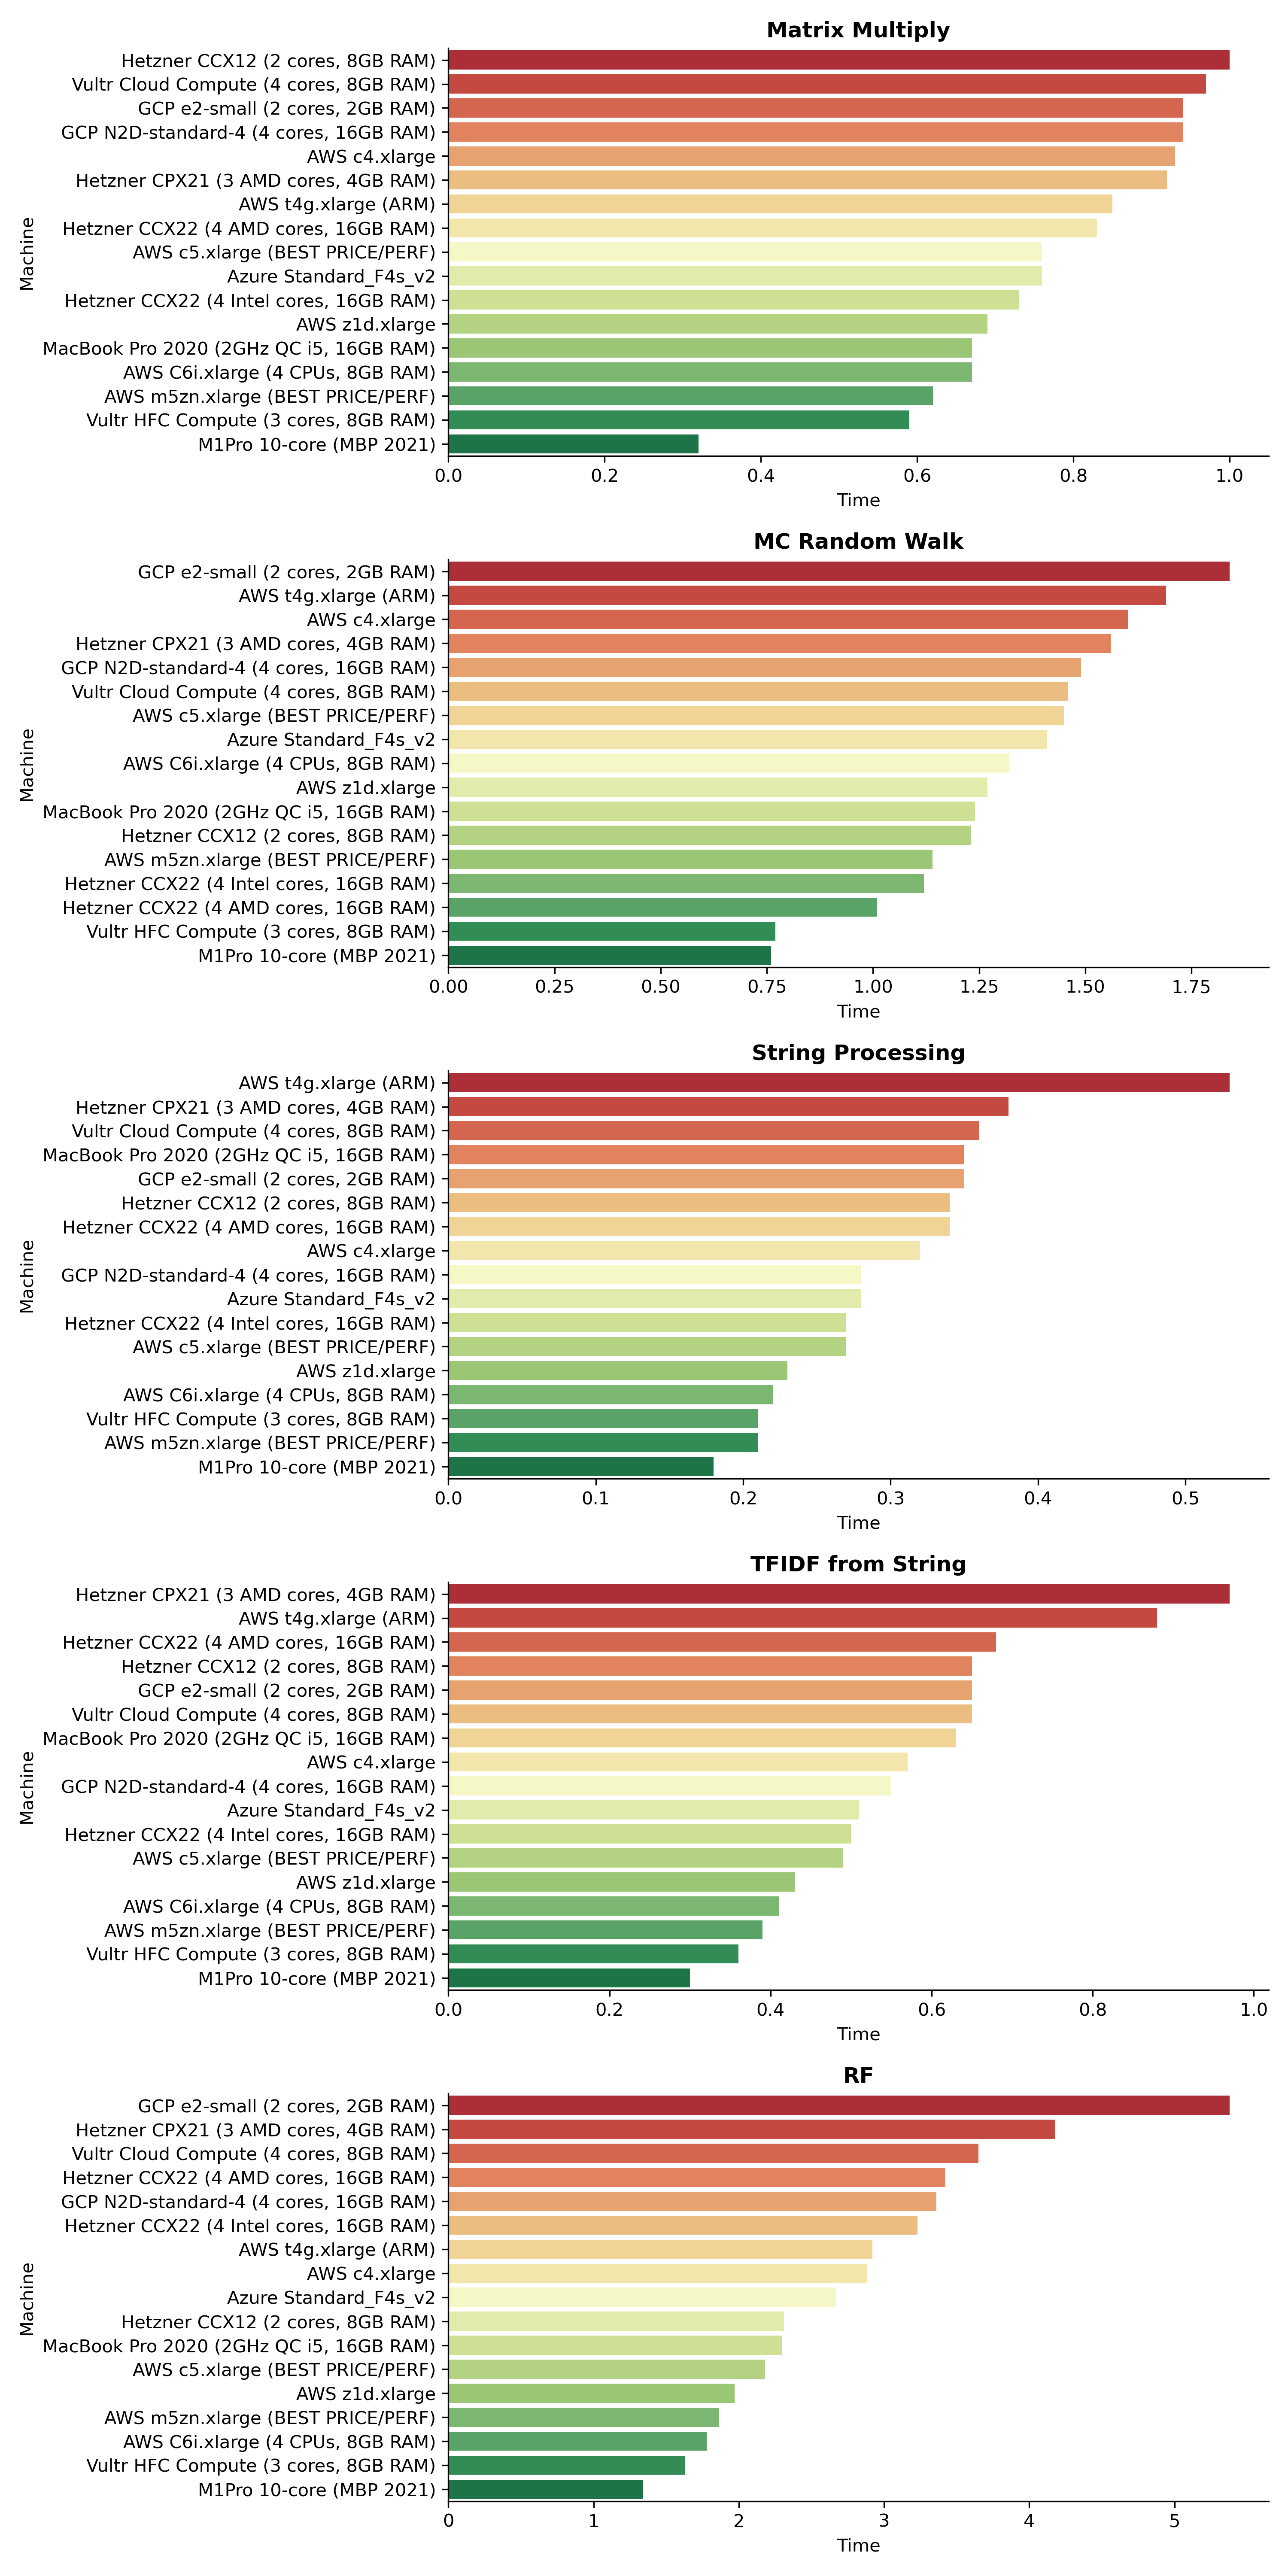 Matrix Multiply
Machine
Hetzner CCX12 (2 cores, 8GB RAM)
Vultr Cloud Compute (4 cores, 8GB RAM)
GCP e2-small (2 cores, 2GB RAM)
GCP N2D-standard-4 (4 cores, 16GB RAM)
AWS c4.xlarge
Hetzner CPX21 (3 AMD cores, 4GB RAM)
AWS t4g.xlarge (ARM)
Hetzner CCX22 (4 AMD cores, 16GB RAM)
AWS c5.xlarge (BEST PRICE/PERF)
Azure Standard_F4s_v2
Hetzner CCX22 (4 Intel cores, 16GB RAM)
AWS z1d.xlarge
MacBook Pro 2020 (2GHz QC i5, 16GB RAM)
AWS C6i.xlarge (4 CPUs, 8GB RAM)
AWS m5zn.xlarge (BEST PRICE/PERF)
Vultr HFC Compute (3 cores, 8GB RAM)
M1Pro 10-core (MBP 2021)
0.0 0.2 0.4 0.6 0.8 1.0
Time
MC Random Walk
Machine
GCP e2-small (2 cores, 2GB RAM)
AWS t4g.xlarge (ARM)
AWS c4.xlarge
Hetzner CPX21 (3 AMD cores, 4GB RAM)
GCP N2D-standard-4 (4 cores, 16GB RAM)
Vultr Cloud Compute (4 cores, 8GB RAM)
AWS c5.xlarge (BEST PRICE/PERF)
Azure Standard_F4s_v2
AWS C6i.xlarge (4 CPUs, 8GB RAM)
AWS z1d.xlarge
MacBook Pro 2020 (2GHz QC i5, 16GB RAM)
Hetzner CCX12 (2 cores, 8GB RAM)
AWS m5zn.xlarge (BEST PRICE/PERF)
Hetzner CCX22 (4 Intel cores, 16GB RAM)
Hetzner CCX22 (4 AMD cores, 16GB RAM)
Vultr HFC Compute (3 cores, 8GB RAM)
M1Pro 10-core (MBP 2021)
0.00 0.25 0.50 0.75 1.00 1.25 1.50 1.75
Time
String Processing
Machine
AWS t4g.xlarge (ARM)
Hetzner CPX21 (3 AMD cores, 4GB RAM)
Vultr Cloud Compute (4 cores, 8GB RAM)
MacBook Pro 2020 (2GHz QC i5, 16GB RAM)
GCP e2-small (2 cores, 2GB RAM)
Hetzner CCX12 (2 cores, 8GB RAM)
Hetzner CCX22 (4 AMD cores, 16GB RAM)
AWS c4.xlarge
GCP N2D-standard-4 (4 cores, 16GB RAM)
Azure Standard_F4s_v2
Hetzner CCX22 (4 Intel cores, 16GB RAM)
AWS c5.xlarge (BEST PRICE/PERF)
AWS z1d.xlarge
AWS C6i.xlarge (4 CPUs, 8GB RAM)
Vultr HFC Compute (3 cores, 8GB RAM)
AWS m5zn.xlarge (BEST PRICE/PERF)
M1Pro 10-core (MBP 2021)
0.0 0.1 0.2 0.3 0.4 0.5
Time
TFIDF from String
Machine
Hetzner CPX21 (3 AMD cores, 4GB RAM)
AWS t4g.xlarge (ARM)
Hetzner CCX22 (4 AMD cores, 16GB RAM)
Hetzner CCX12 (2 cores, 8GB RAM)
GCP e2-small (2 cores, 2GB RAM)
Vultr Cloud Compute (4 cores, 8GB RAM)
MacBook Pro 2020 (2GHz QC i5, 16GB RAM)
AWS c4.xlarge
GCP N2D-standard-4 (4 cores, 16GB RAM)
Azure Standard_F4s_v2
Hetzner CCX22 (4 Intel cores, 16GB RAM)
AWS c5.xlarge (BEST PRICE/PERF)
AWS z1d.xlarge
AWS C6i.xlarge (4 CPUs, 8GB RAM)
AWS m5zn.xlarge (BEST PRICE/PERF)
Vultr HFC Compute (3 cores, 8GB RAM)
M1Pro 10-core (MBP 2021)
0.0 0.2 0.4 0.6 0.8 1.0
Time
RF
Machine
GCP e2-small (2 cores, 2GB RAM)
Hetzner CPX21 (3 AMD cores, 4GB RAM)
Vultr Cloud Compute (4 cores, 8GB RAM)
Hetzner CCX22 (4 AMD cores, 16GB RAM)
GCP N2D-standard-4 (4 cores, 16GB RAM)
Hetzner CCX22 (4 Intel cores, 16GB RAM)
AWS t4g.xlarge (ARM)
AWS c4.xlarge
Azure Standard_F4s_v2
Hetzner CCX12 (2 cores, 8GB RAM)
MacBook Pro 2020 (2GHz QC i5, 16GB RAM)
AWS c5.xlarge (BEST PRICE/PERF)
AWS z1d.xlarge
AWS m5zn.xlarge (BEST PRICE/PERF)
AWS C6i.xlarge (4 CPUs, 8GB RAM)
Vultr HFC Compute (3 cores, 8GB RAM)
M1Pro 10-core (MBP 2021)
0 1 2 3 4 5
Time